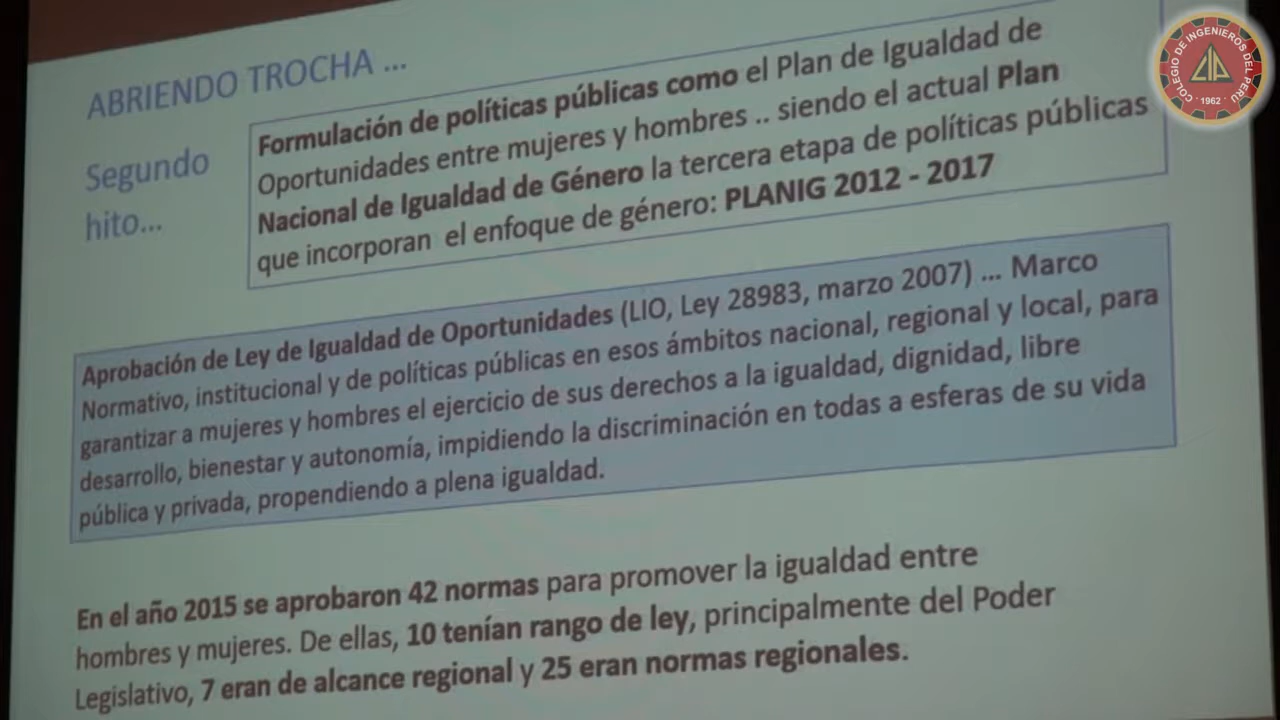 ABRIENDO TROCHA ...
Segundo
hito...
Formulación de políticas públicas como el Plan de Igualdad de
Oportunidades entre mujeres y hombres .. siendo el actual Plan
Nacional de Igualdad de Género la tercera etapa de políticas públicas
que incorporan el enfoque de género: PLANIG 2012 - 2017
Aprobación de Ley de Igualdad de Oportunidades (LIO, Ley 28983, marzo 2007) ... Marco
Normativo, institucional y de políticas públicas en esos ámbitos nacional, regional y local, para
garantizar a mujeres y hombres el ejercicio de sus derechos a la igualdad, dignidad, libre
desarrollo, bienestar y autonomía, impidiendo la discriminación en todas a esferas de su vida
pública y privada, propendiendo a plena igualdad.
En el año 2015 se aprobaron 42 normas para promover la igualdad entre
hombres y mujeres. De ellas, 10 tenían rango de ley, principalmente del Poder
Legislativo, 7 eran de alcance regional y 25 eran normas regionales.
COLEGIO DE INGENIEROS DEL PERÚ
CIP
· 1962 ·